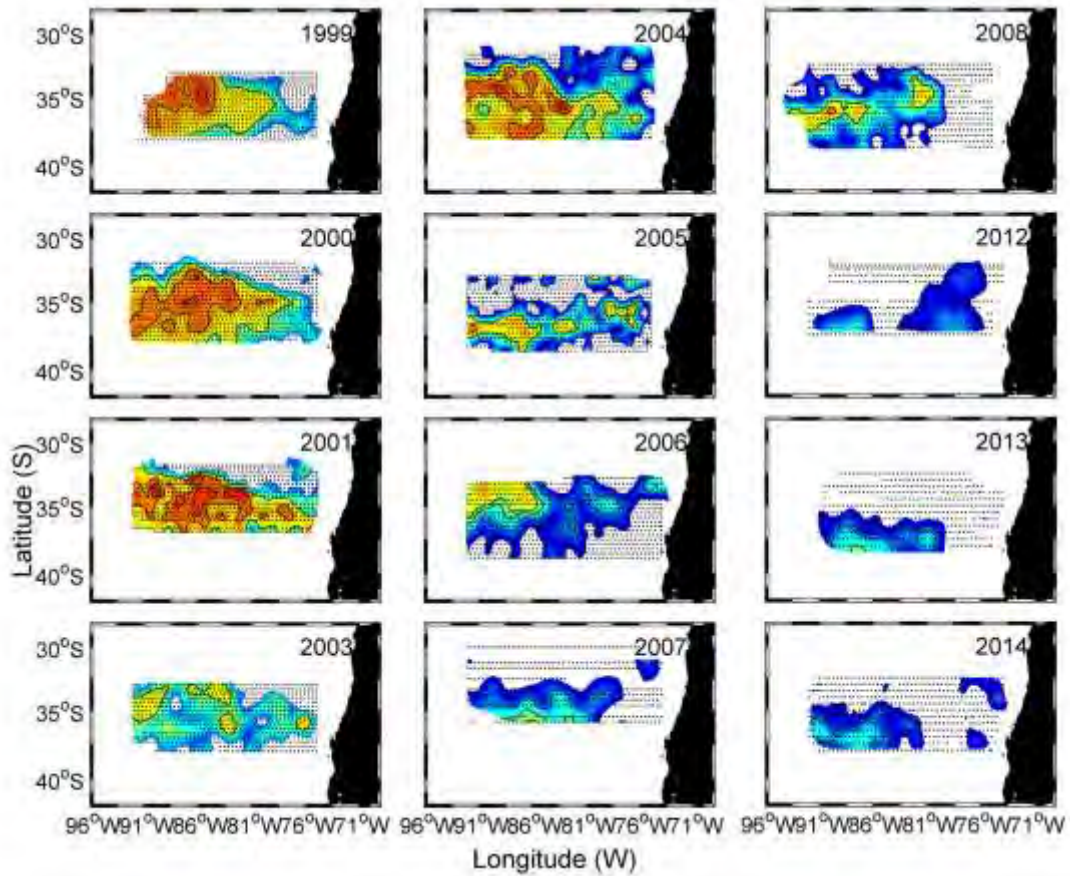 30°S 1999 2004 2008
35°S
40°S
30°S 2000 2005 2012
35°S
40°S
30°S 2001 2006 2013
35°S
40°S
30°S 2003 2007 2014
35°S
40°S
Latitude (S)
96°W91°W86°W81°W76°W71°W 96°W91°W86°W81°W76°W71°W 96°W91°W86°W81°W76°W71°W
Longitude (W)